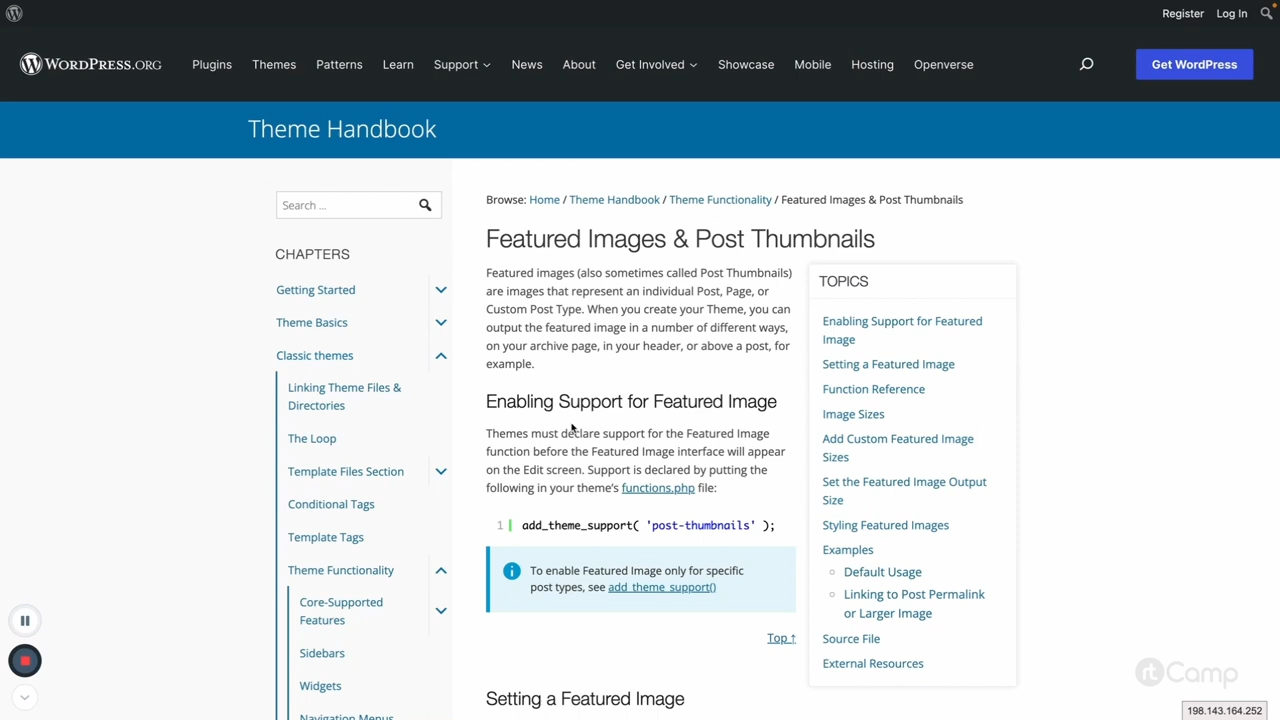 Register Log In
WORDPRESS.ORG Plugins Themes Patterns Learn Support News About Get Involved Showcase Mobile Hosting Openverse Get WordPress
Theme Handbook
Search ...
CHAPTERS
Getting Started
Theme Basics
Classic themes
Linking Theme Files &
Directories
The Loop
Template Files Section
Conditional Tags
Template Tags
Theme Functionality
Core-Supported
Features
Sidebars
Widgets
Navigation Menus
Browse: Home / Theme Handbook / Theme Functionality / Featured Images & Post Thumbnails
Featured Images & Post Thumbnails
Featured images (also sometimes called Post Thumbnails)
are images that represent an individual Post, Page, or
Custom Post Type. When you create your Theme, you can
output the featured image in a number of different ways,
on your archive page, in your header, or above a post, for
example.
Enabling Support for Featured Image
Themes must declare support for the Featured Image
function before the Featured Image interface will appear
on the Edit screen. Support is declared by putting the
following in your theme's functions.php file:
1 add_theme_support( 'post-thumbnails' );
To enable Featured Image only for specific
post types, see add_theme_support()
Top ↑
Setting a Featured Image
TOPICS
Enabling Support for Featured
Image
Setting a Featured Image
Function Reference
Image Sizes
Add Custom Featured Image
Sizes
Set the Featured Image Output
Size
Styling Featured Images
Examples
Default Usage
Linking to Post Permalink
or Larger Image
Source File
External Resources
rtCamp
198.143.164.252